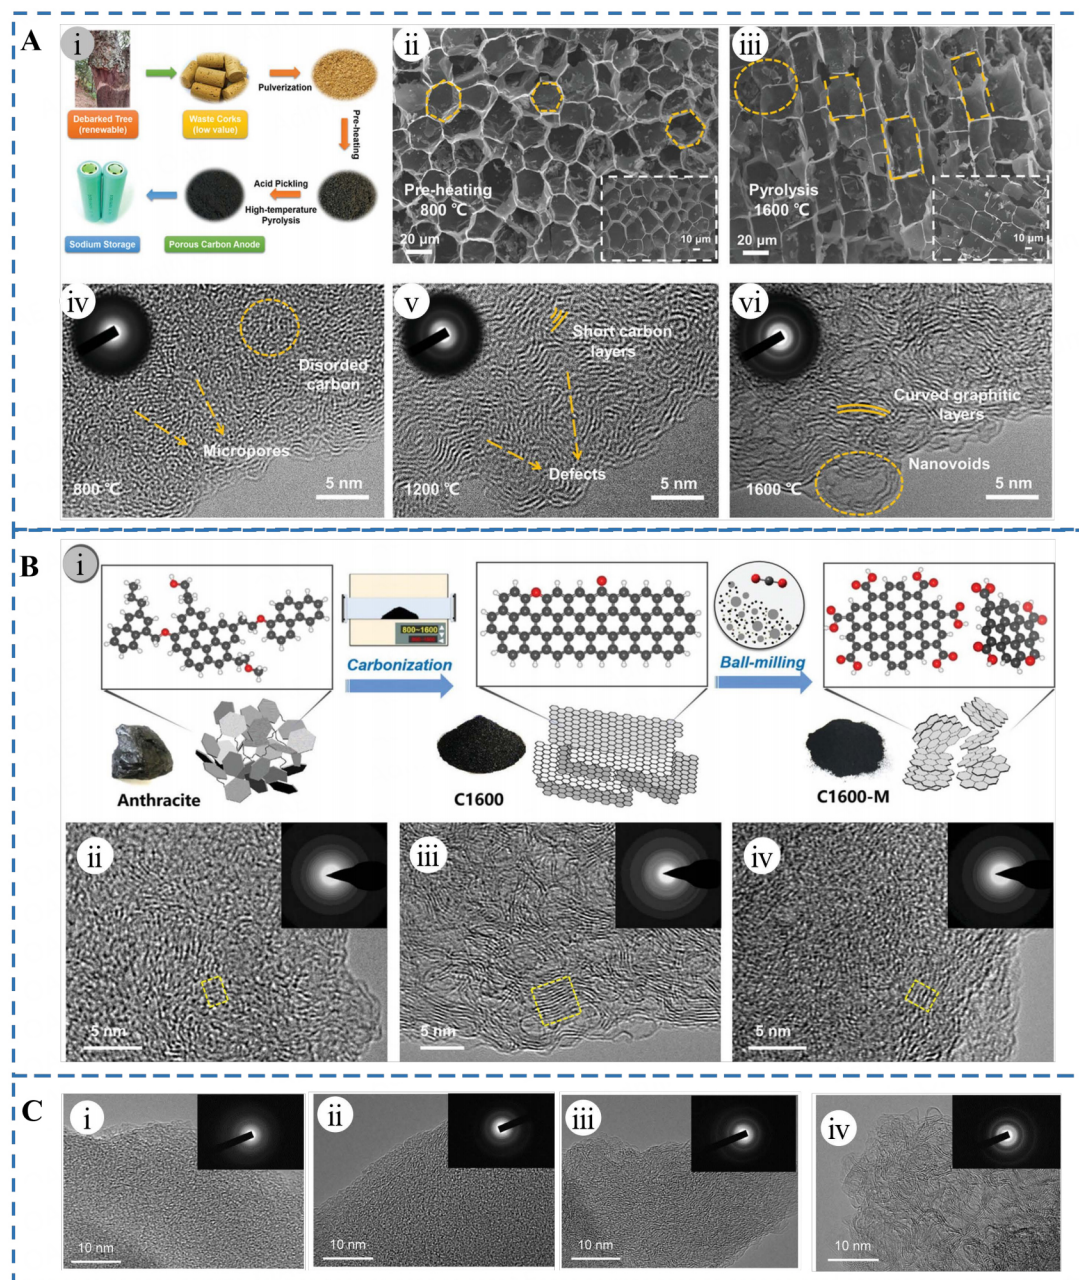 A
i
Debarked Tree
(renewable)
Waste Corks
(low value)
Pulverization
Pre-heating
Acid Pickling
High-temperature
Pyrolysis
Sodium Storage
Porous Carbon Anode
ii
Pre-heating
800 ℃
20 μm
10 μm
iii
Pyrolysis
1600 ℃
20 μm
10 μm
iv
Disorded
carbon
Micropores
800 ℃
5 nm
v
Short carbon
layers
Defects
1200 ℃
5 nm
vi
Curved graphitic
layers
Nanovoids
1600 ℃
5 nm
B
i
800~1600
Carbonization
Ball-milling
Anthracite
C1600
C1600-M
ii
5 nm
iii
5 nm
iv
5 nm
C
i
10 nm
ii
10 nm
iii
10 nm
iv
10 nm